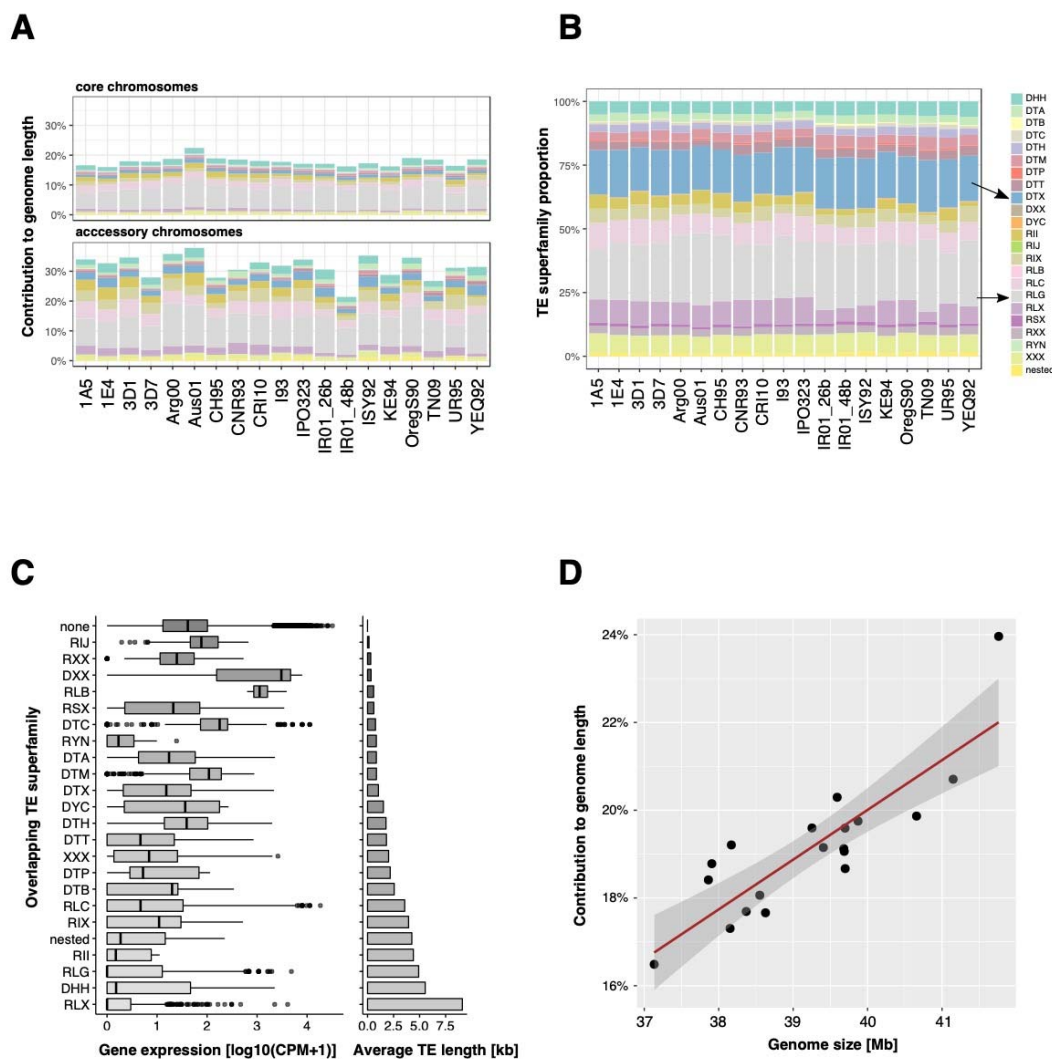 A
B
core chromosomes
30%
20%
10%
0%
acccessory chromosomes
30%
20%
10%
0%
Contribution to genome length
1A5
1E4
3D1
3D7
Arg00
Aus01
CH95
CNR93
CRI10
I93
IPO323
IR01_26b
IR01_48b
ISY92
KE94
OregS90
TN09
UR95
YEQ92
100%
75%
50%
25%
0%
TE superfamily proportion
1A5
1E4
3D1
3D7
Arg00
Aus01
CH95
CNR93
CRI10
I93
IPO323
IR01_26b
IR01_48b
ISY92
KE94
OregS90
TN09
UR95
YEQ92
DHH
DTA
DTB
DTC
DTH
DTM
DTP
DTT
DTX
DXX
DYC
RII
RIJ
RIX
RLB
RLC
RLG
RLX
RSX
RXX
RYN
XXX
nested
C
D
Overlapping TE superfamily
none
RIJ
RXX
DXX
RLB
RSX
DTC
RYN
DTA
DTM
DTX
DYC
DTH
DTT
XXX
DTP
DTB
RLC
RIX
nested
RII
RLG
DHH
RLX
0 1 2 3 4
0.0 2.5 5.0 7.5
Gene expression [log10(CPM+1)]
Average TE length [kb]
Contribution to genome length
24%
22%
20%
18%
16%
37 38 39 40 41
Genome size [Mb]